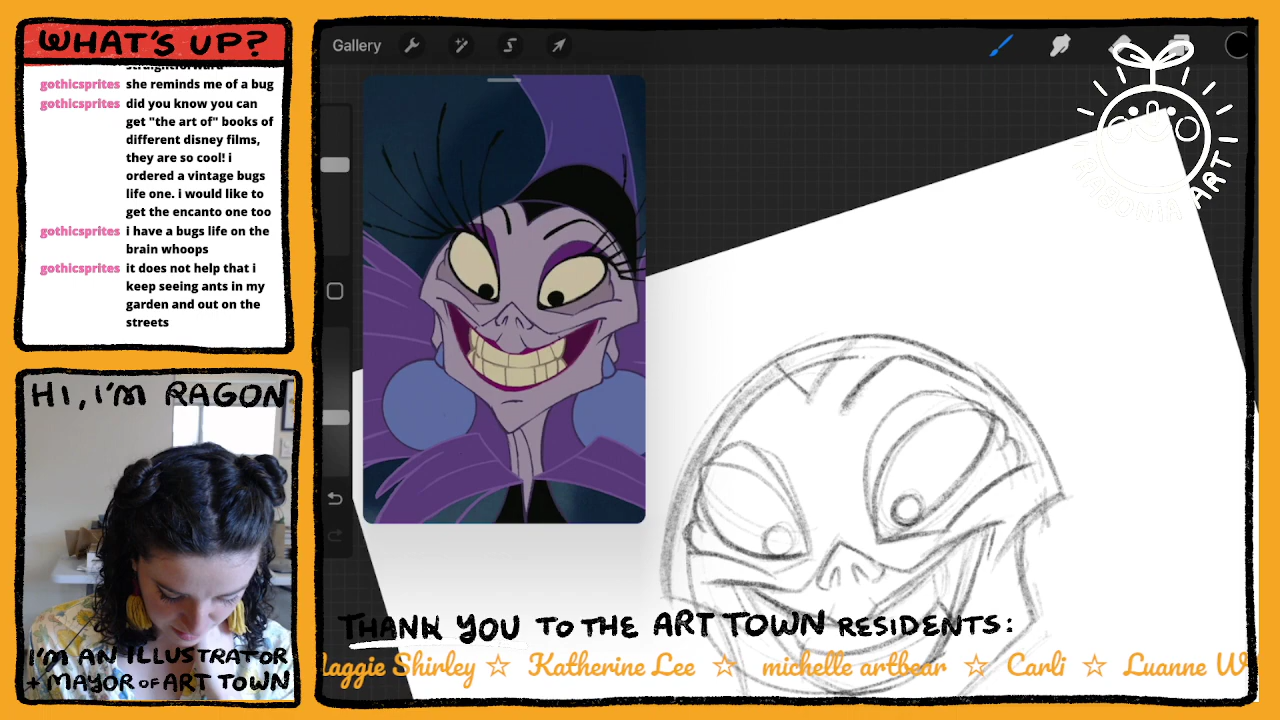 WHAT'S UP?
straightforward
gothicsprites she reminds me of a bug
gothicsprites did you know you can
get "the art of" books of
different disney films,
they are so cool! i
ordered a vintage bugs
life one. i would like to
get the encanto one too
gothicsprites i have a bugs life on the
brain whoops
gothicsprites it does not help that i
keep seeing ants in my
garden and out on the
streets
HI, I'M RAGON
I'M AN ILLUSTRATOR
+ MAYOR OF ART TOWN
Gallery
ART!
THANK YOU TO THE ART TOWN RESIDENTS:
Maggie Shirley ☆ Katherine Lee ☆ michelle artbear ☆ Carli ☆ Luanne W